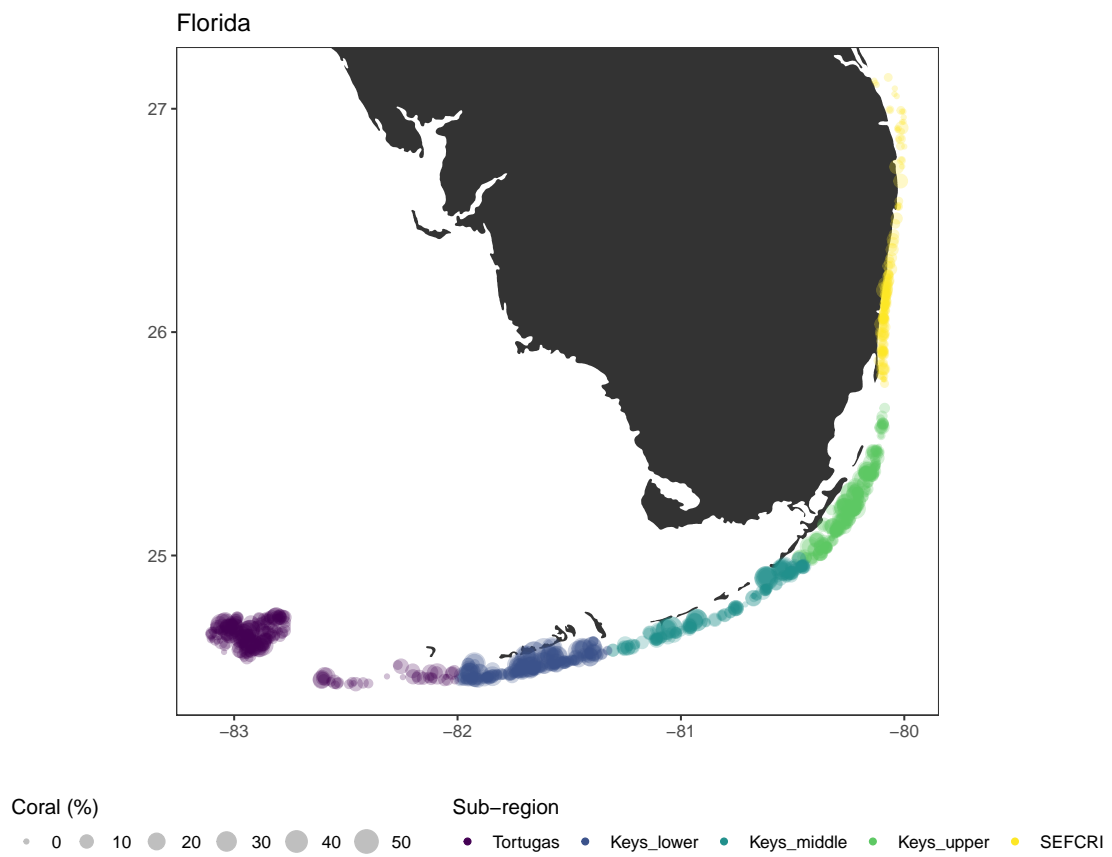 Florida
27
26
25
−83
−82
−81
−80
Coral (%)
0 10 20 30 40 50
Sub−region
Tortugas Keys_lower Keys_middle Keys_upper SEFCRI